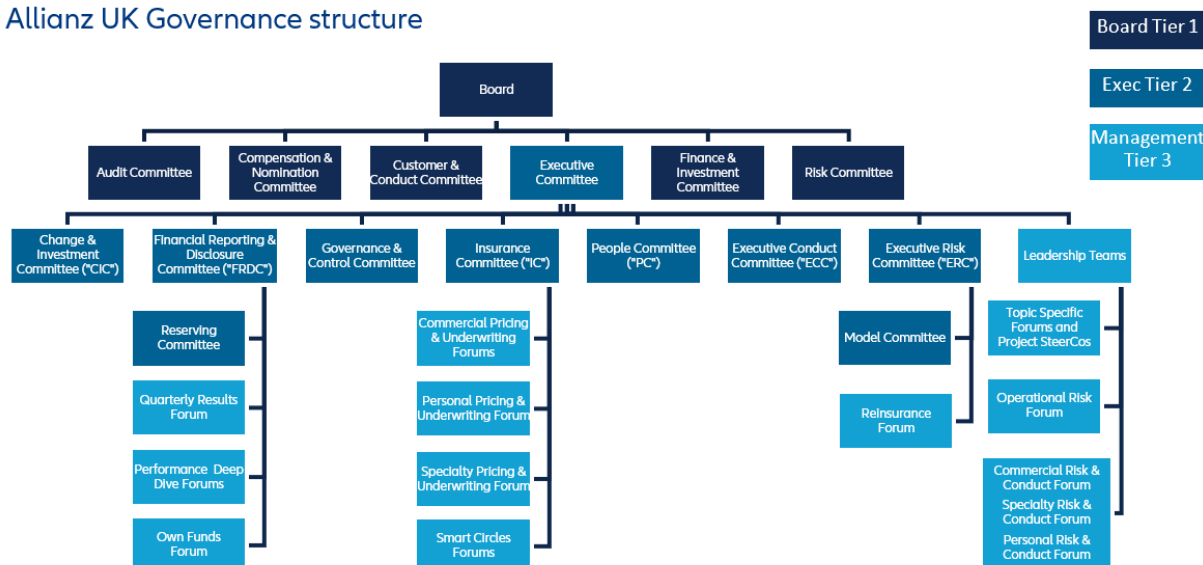 Allianz UK Governance structure
Board Tier 1
Exec Tier 2
Management
Tier 3
Board
Audit Committee
Compensation &
Nomination
Committee
Customer &
Conduct Committee
Executive
Committee
Finance &
Investment
Committee
Risk Committee
Change &
Investment
Committee ("CIC")
Financial Reporting &
Disclosure
Committee ("FRDC")
Governance &
Control Committee
Insurance
Committee ("IC")
People Committee
("PC")
Executive Conduct
Committee ("ECC")
Executive Risk
Committee ("ERC")
Leadership Teams
Reserving
Committee
Quarterly Results
Forum
Performance Deep
Dive Forums
Own Funds
Forum
Commercial Pricing
& Underwriting
Forums
Personal Pricing &
Underwriting Forum
Specialty Pricing &
Underwriting Forum
Smart Circles
Forums
Model Committee
Reinsurance
Forum
Topic Specific
Forums and
Project SteerCos
Operational Risk
Forum
Commercial Risk &
Conduct Forum
Specialty Risk &
Conduct Forum
Personal Risk &
Conduct Forum